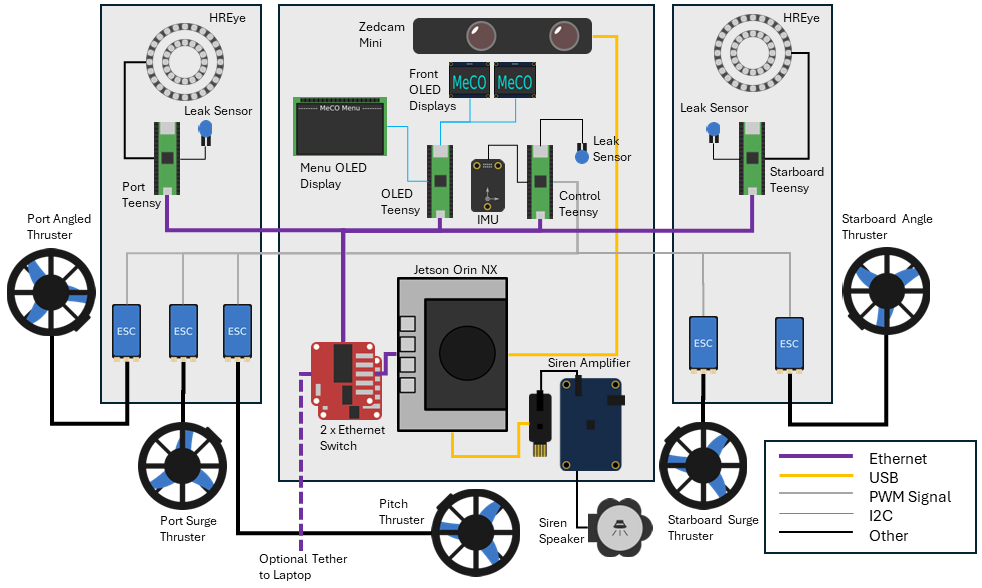 HREye
Zedcam
Mini
HREye
Front
OLED
Displays
MeCO
MeCO
Leak Sensor
MeCO Menu
Leak Sensor
Leak
Sensor
Menu OLED
Display
Port
Teensy
OLED
Teensy
IMU
Control
Teensy
Starboard
Teensy
Port Angled
Thruster
Starboard Angle
Thruster
Jetson Orin NX
ESC
ESC
ESC
ESC
ESC
Siren Amplifier
2 x Ethernet
Switch
Port Surge
Thruster
Pitch
Thruster
Siren
Speaker
Starboard Surge
Thruster
Optional Tether
to Laptop
Ethernet
USB
PWM Signal
I2C
Other